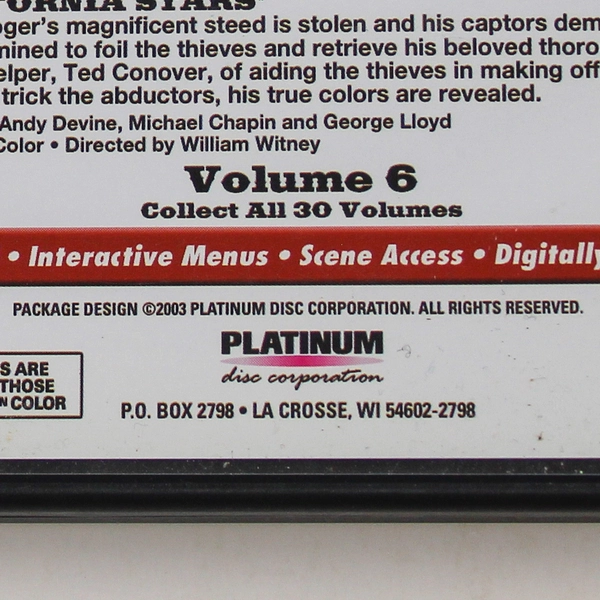 ORNIA STARS
oger's magnificent steed is stolen and his captors dem
mined to foil the thieves and retrieve his beloved thoro
elper, Ted Conover, of aiding the thieves in making off
trick the abductors, his true colors are revealed.
Andy Devine, Michael Chapin and George Lloyd
Color • Directed by William Witney
Volume 6
Collect All 30 Volumes
• Interactive Menus • Scene Access • Digitally
PACKAGE DESIGN ©2003 PLATINUM DISC CORPORATION. ALL RIGHTS RESERVED.
PLATINUM
disc corporation
S ARE
THOSE
N COLOR
P.O. BOX 2798 • LA CROSSE, WI 54602-2798